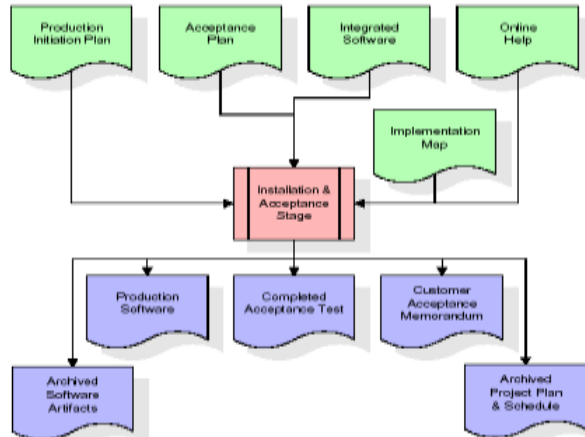 Production
Initiation Plan
Acceptance
Plan
Integrated
Software
Online
Help
Implementation
Map
Installation &
Acceptance
Stage
Production
Software
Completed
Acceptance Test
Customer
Acceptance
Memorandum
Archived
Software
Artifacts
Archived
Project Plan
& Schedule